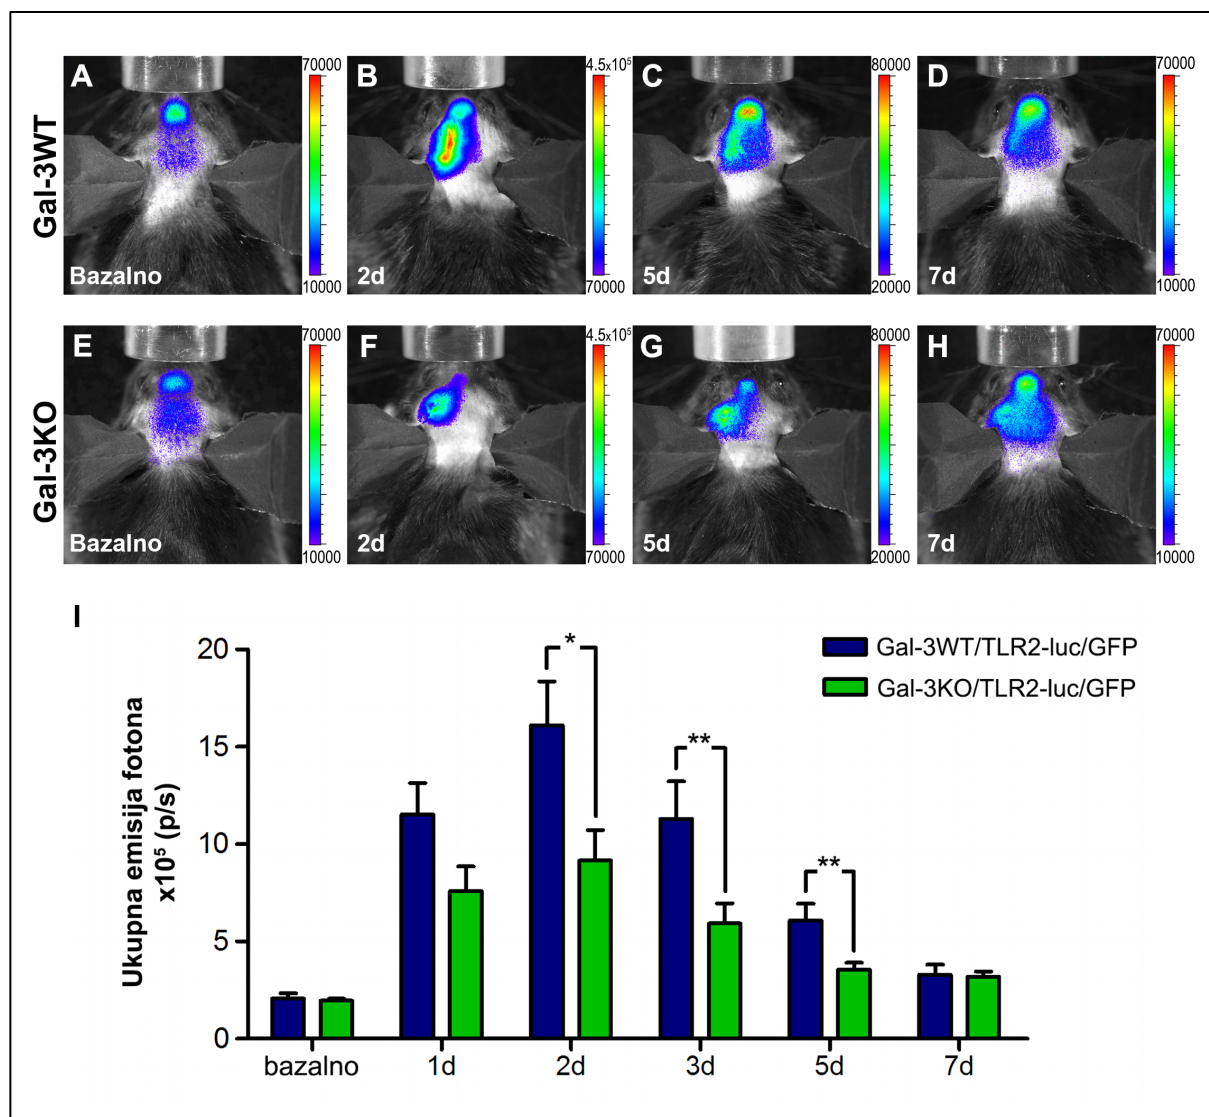 Gal-3WT
A
Bazalno
70000
10000
B
2d
4.5x10⁵
70000
C
5d
80000
20000
D
7d
70000
10000
Gal-3KO
E
Bazalno
70000
10000
F
2d
4.5x10⁵
70000
G
5d
80000
20000
H
7d
70000
10000
I
Gal-3WT/TLR2-luc/GFP
Gal-3KO/TLR2-luc/GFP
Ukupna emisija fotona
x10⁵ (p/s)
20
15
10
5
0
*
**
**
bazalno 1d 2d 3d 5d 7d